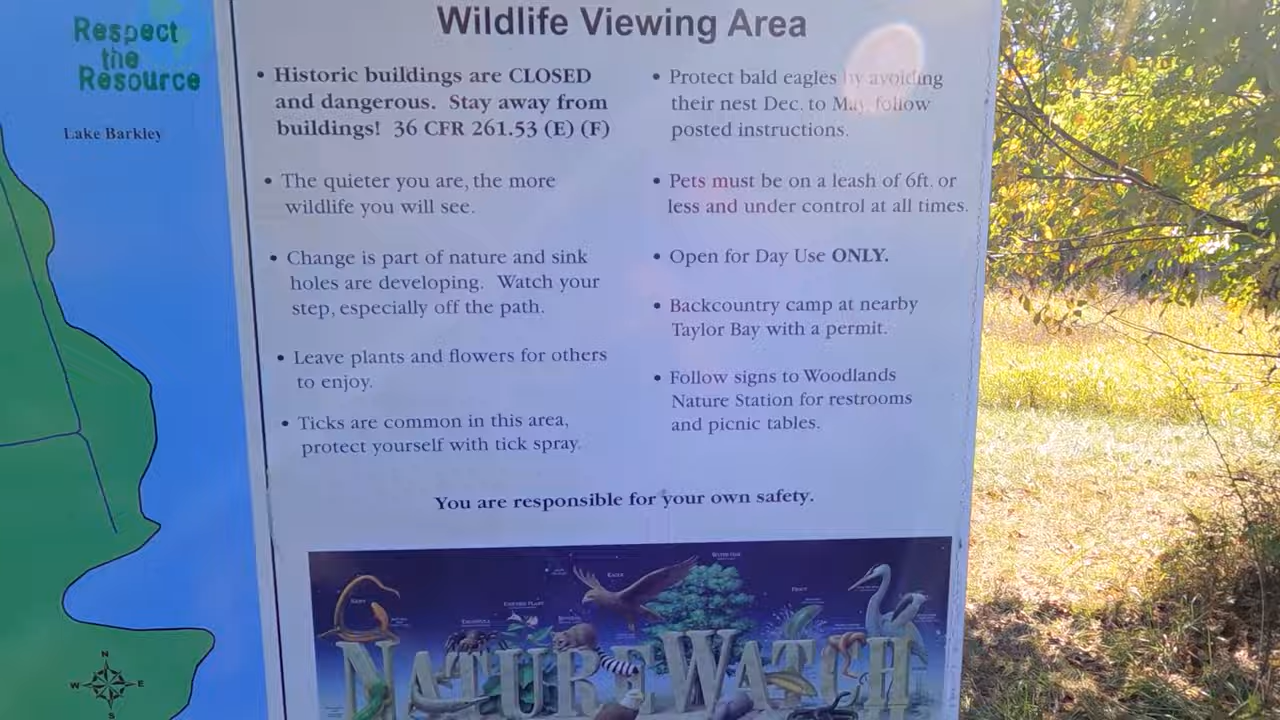 Respect
the
Resource
Lake Barkley
N
W E
S
Wildlife Viewing Area
• Historic buildings are CLOSED
and dangerous. Stay away from
buildings! 36 CFR 261.53 (E) (F)
• The quieter you are, the more
wildlife you will see.
• Change is part of nature and sink
holes are developing. Watch your
step, especially off the path.
• Leave plants and flowers for others
to enjoy.
• Ticks are common in this area,
protect yourself with tick spray.
• Protect bald eagles by avoiding
their nest Dec. to May, follow
posted instructions.
• Pets must be on a leash of 6ft. or
less and under control at all times.
• Open for Day Use ONLY.
• Backcountry camp at nearby
Taylor Bay with a permit.
• Follow signs to Woodlands
Nature Station for restrooms
and picnic tables.
You are responsible for your own safety.
EAGLE
TARANTULA
NATUREWATCH